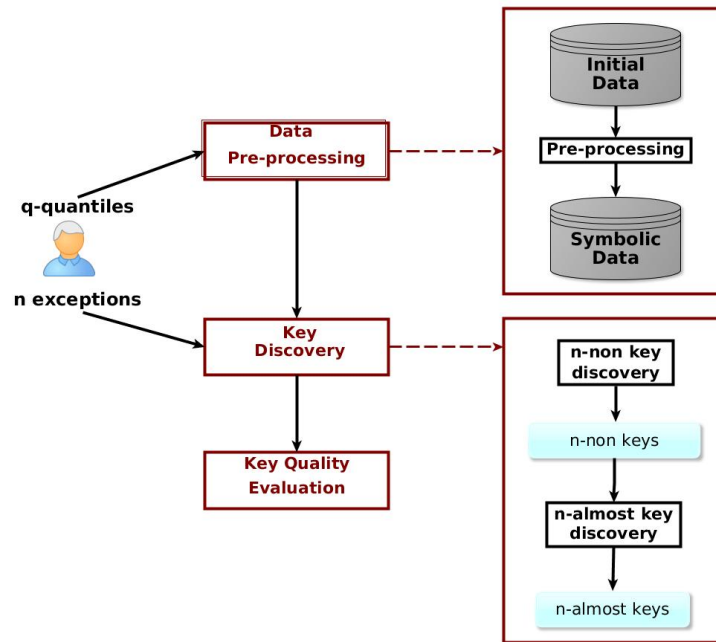 q-quantiles
n exceptions
Data
Pre-processing
Key
Discovery
Key Quality
Evaluation
Initial
Data
Pre-processing
Symbolic
Data
n-non key
discovery
n-non keys
n-almost key
discovery
n-almost keys